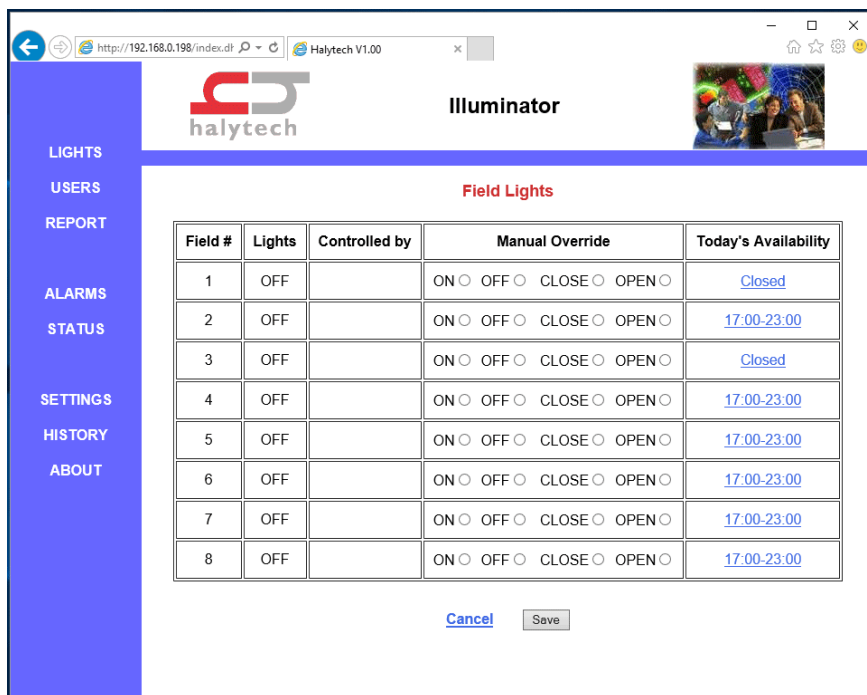 http://192.168.0.198/index.dh
Halytech V1.00
halytech
Illuminator
LIGHTS
USERS
REPORT
ALARMS
STATUS
SETTINGS
HISTORY
ABOUT
Field Lights
Field # Lights Controlled by Manual Override Today's Availability
1 OFF ON OFF CLOSE OPEN Closed
2 OFF ON OFF CLOSE OPEN 17:00-23:00
3 OFF ON OFF CLOSE OPEN Closed
4 OFF ON OFF CLOSE OPEN 17:00-23:00
5 OFF ON OFF CLOSE OPEN 17:00-23:00
6 OFF ON OFF CLOSE OPEN 17:00-23:00
7 OFF ON OFF CLOSE OPEN 17:00-23:00
8 OFF ON OFF CLOSE OPEN 17:00-23:00
Cancel Save